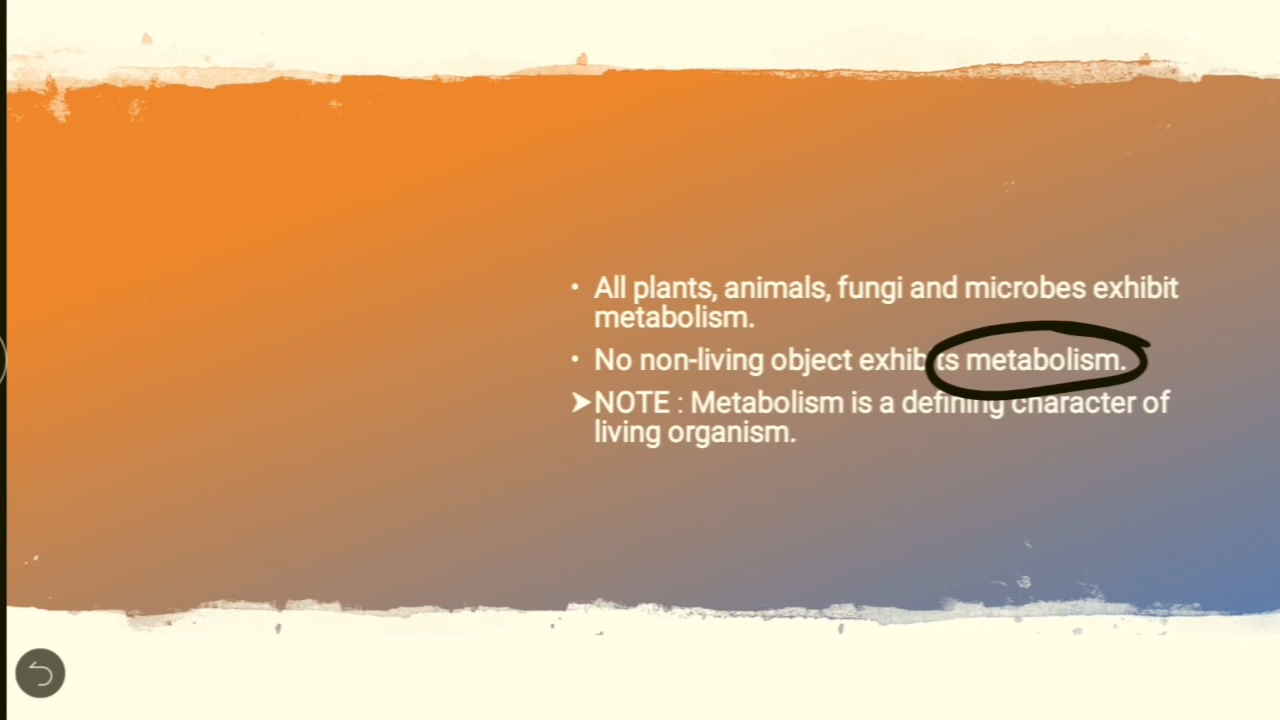 • All plants, animals, fungi and microbes exhibit
metabolism.
• No non-living object exhibits metabolism.
➤NOTE : Metabolism is a defining character of
living organism.